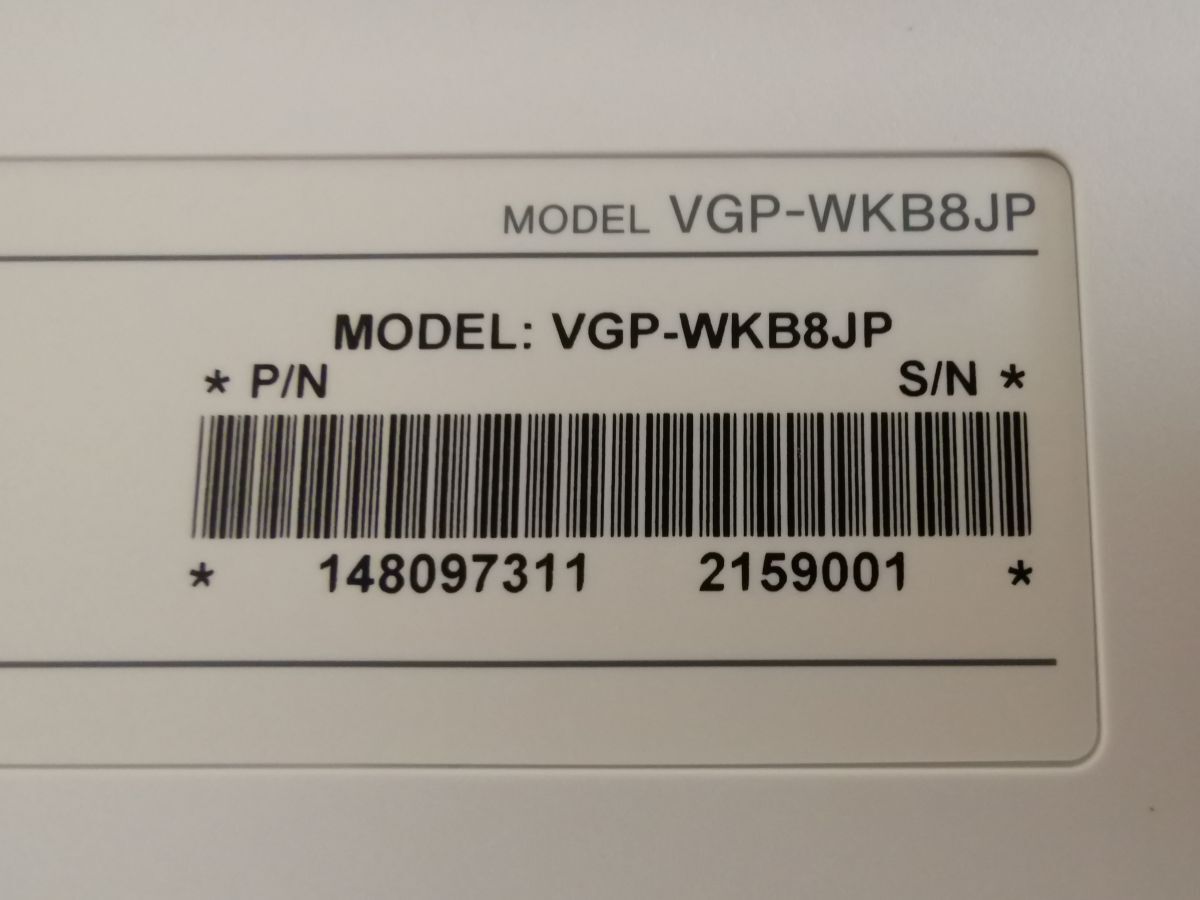 MODEL VGP-WKB8JP
MODEL: VGP-WKB8JP
* P/N S/N *
* 148097311 2159001 *